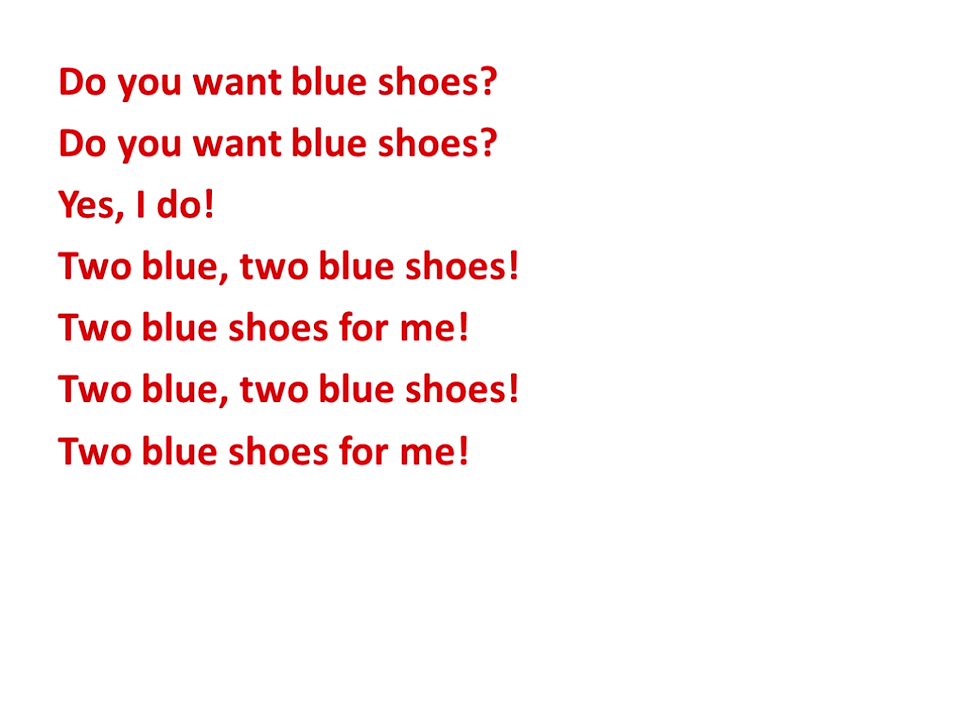 Do you want blue shoes?
Do you want blue shoes?
Yes, I do!
Two blue, two blue shoes!
Two blue shoes for me!
Two blue, two blue shoes!
Two blue shoes for me!